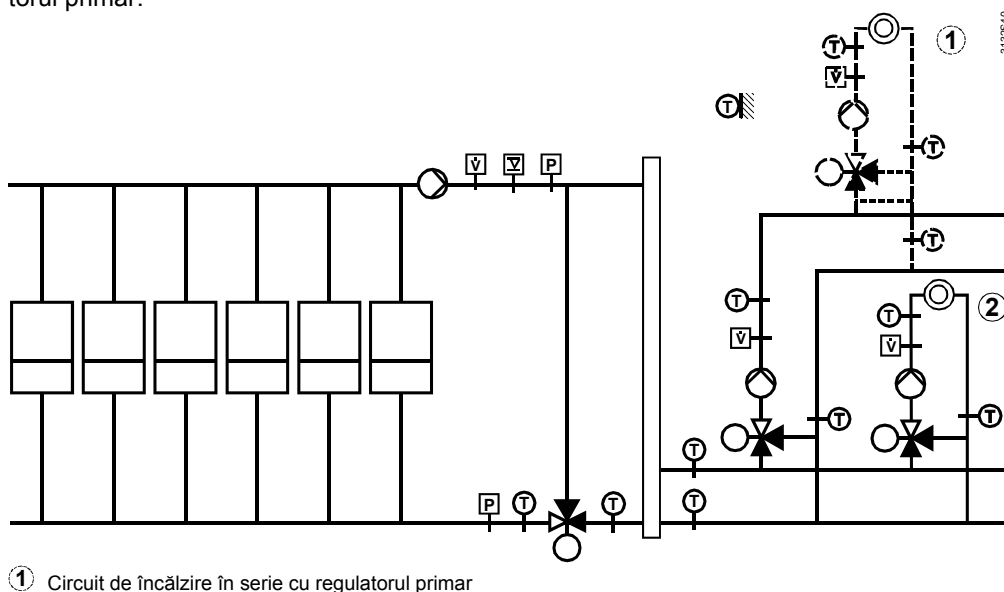 torul primar:
1
T
V
T
T
V
P
T
T
T
2
T
V
T
V
T
T
T
P
T
T
T
1 Circuit de încălzire în serie cu regulatorul primar